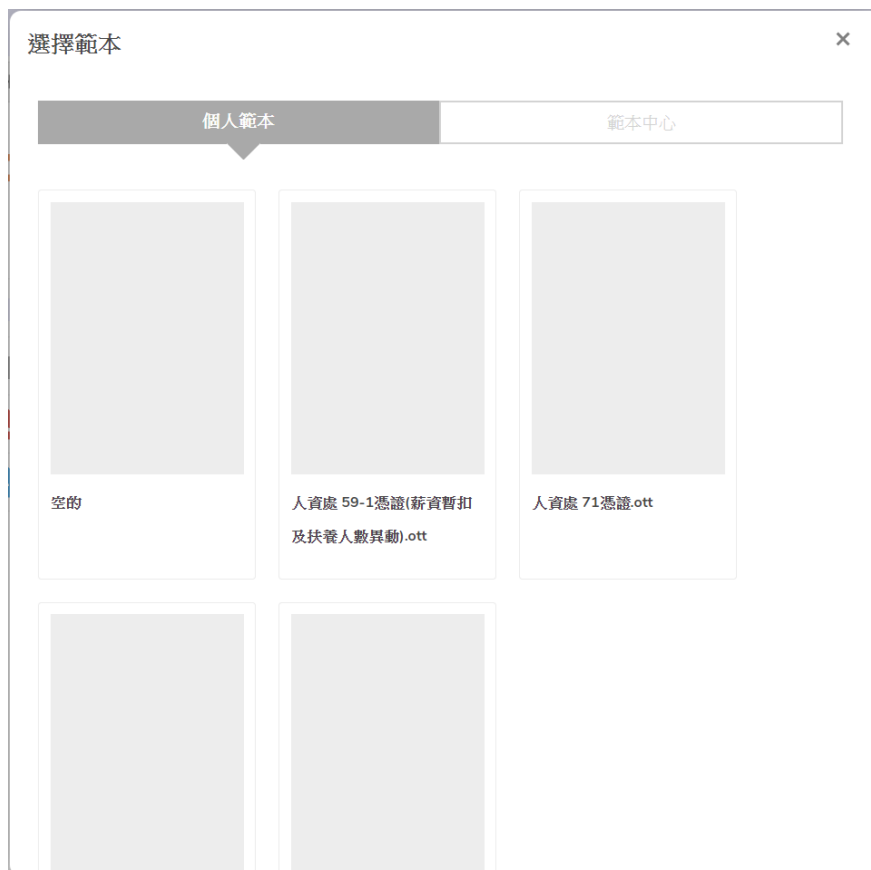 選擇範本
×
個人範本
範本中心
空的
人資處 59-1憑證(薪資暫扣
及扶養人數異動).ott
人資處 71憑證.ott